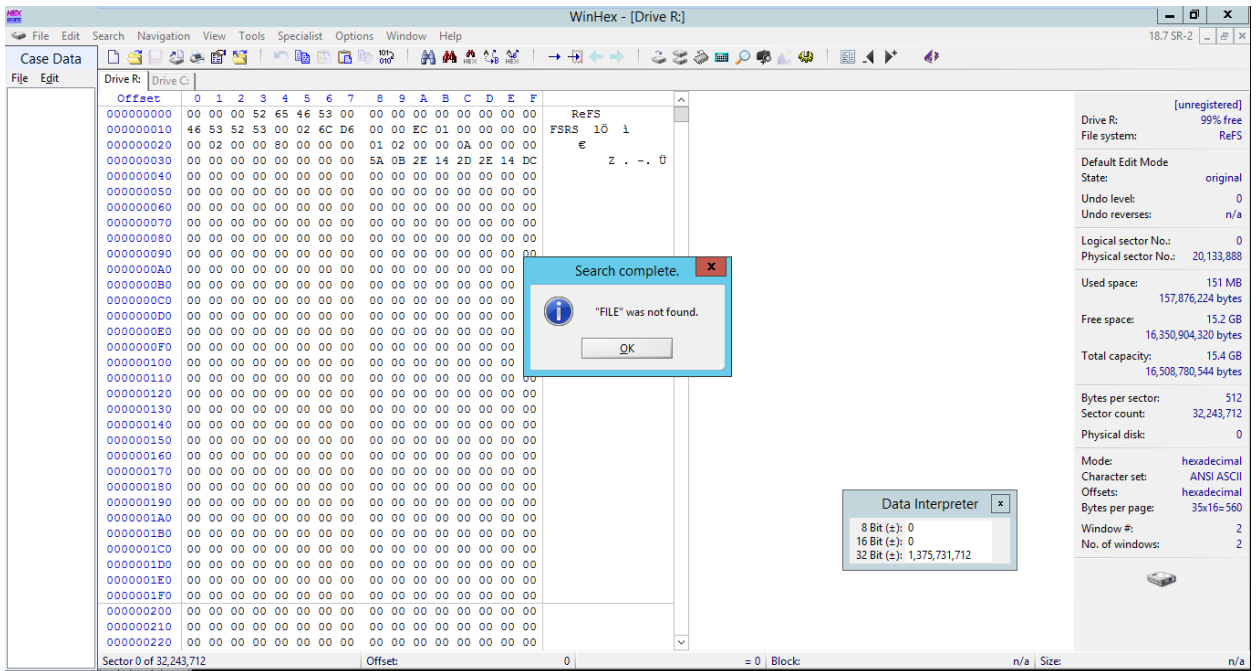 HEX
WinHex - [Drive R:]
File Edit Search Navigation View Tools Specialist Options Window Help
18.7 SR-2
Case Data
File Edit
Drive R: Drive C:
Offset 0 1 2 3 4 5 6 7 8 9 A B C D E F
000000000 00 00 00 52 65 46 53 00 00 00 00 00 00 00 00 00 ReFS
000000010 46 53 52 53 00 02 6C D6 00 00 EC 01 00 00 00 00 FSRS lÖ ì
000000020 00 02 00 00 80 00 00 00 01 02 00 00 0A 00 00 00 €
000000030 00 00 00 00 00 00 00 00 5A 0B 2E 14 2D 2E 14 DC Z . -. Ü
000000040 00 00 00 00 00 00 00 00 00 00 00 00 00 00 00 00
000000050 00 00 00 00 00 00 00 00 00 00 00 00 00 00 00 00
000000060 00 00 00 00 00 00 00 00 00 00 00 00 00 00 00 00
000000070 00 00 00 00 00 00 00 00 00 00 00 00 00 00 00 00
000000080 00 00 00 00 00 00 00 00 00 00 00 00 00 00 00 00
000000090 00 00 00 00 00 00 00 00 00 00 00 00 00 00 00
0000000A0 00 00 00 00 00 00 00 00 00 00 00 00 00 00 00
0000000B0 00 00 00 00 00 00 00 00 00 00 00 00 00 00 00
0000000C0 00 00 00 00 00 00 00 00 00 00 00 00 00 00 00
0000000D0 00 00 00 00 00 00 00 00 00 00 00 00 00 00 00
0000000E0 00 00 00 00 00 00 00 00 00 00 00 00 00 00 00
0000000F0 00 00 00 00 00 00 00 00 00 00 00 00 00 00 00
000000100 00 00 00 00 00 00 00 00 00 00 00 00 00 00 00
000000110 00 00 00 00 00 00 00 00 00 00 00 00 00 00 00
000000120 00 00 00 00 00 00 00 00 00 00 00 00 00 00 00 00
000000130 00 00 00 00 00 00 00 00 00 00 00 00 00 00 00 00
000000140 00 00 00 00 00 00 00 00 00 00 00 00 00 00 00 00
000000150 00 00 00 00 00 00 00 00 00 00 00 00 00 00 00 00
000000160 00 00 00 00 00 00 00 00 00 00 00 00 00 00 00 00
000000170 00 00 00 00 00 00 00 00 00 00 00 00 00 00 00 00
000000180 00 00 00 00 00 00 00 00 00 00 00 00 00 00 00 00
000000190 00 00 00 00 00 00 00 00 00 00 00 00 00 00 00 00
0000001A0 00 00 00 00 00 00 00 00 00 00 00 00 00 00 00 00
0000001B0 00 00 00 00 00 00 00 00 00 00 00 00 00 00 00 00
0000001C0 00 00 00 00 00 00 00 00 00 00 00 00 00 00 00 00
0000001D0 00 00 00 00 00 00 00 00 00 00 00 00 00 00 00 00
0000001E0 00 00 00 00 00 00 00 00 00 00 00 00 00 00 00 00
0000001F0 00 00 00 00 00 00 00 00 00 00 00 00 00 00 00 00
000000200 00 00 00 00 00 00 00 00 00 00 00 00 00 00 00 00
000000210 00 00 00 00 00 00 00 00 00 00 00 00 00 00 00 00
000000220 00 00 00 00 00 00 00 00 00 00 00 00 00 00 00 00
Search complete.
"FILE" was not found.
OK
Data Interpreter
8 Bit (±): 0
16 Bit (±): 0
32 Bit (±): 1,375,731,712
[unregistered]
Drive R: 99% free
File system: ReFS
Default Edit Mode
State: original
Undo level: 0
Undo reverses: n/a
Logical sector No.: 0
Physical sector No.: 20,133,888
Used space: 151 MB
157,876,224 bytes
Free space: 15.2 GB
16,350,904,320 bytes
Total capacity: 15.4 GB
16,508,780,544 bytes
Bytes per sector: 512
Sector count: 32,243,712
Physical disk: 0
Mode: hexadecimal
Character set: ANSI ASCII
Offsets: hexadecimal
Bytes per page: 35x16=560
Window #: 2
No. of windows: 2
Sector 0 of 32,243,712 Offset: 0 = 0 Block: n/a Size: n/a